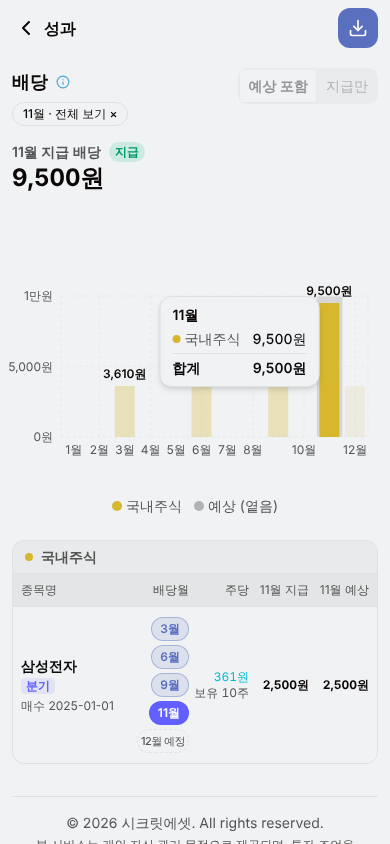 성과
배당
예상 포함 지급만
11월 · 전체 보기 ×
11월 지급 배당 지급
9,500원
9,500원
1만원
5,000원
0원
3,610원
11월
국내주식 9,500원
합계 9,500원
1월 2월 3월 4월 5월 6월 7월 8월 10월 12월
국내주식 예상 (옅음)
국내주식
종목명 배당월 주당 11월 지급 11월 예상
삼성전자
분기
매수 2025-01-01
3월
6월
9월
11월
12월 예정
361원
보유 10주
2,500원 2,500원
© 2026 시크릿에셋. All rights reserved.